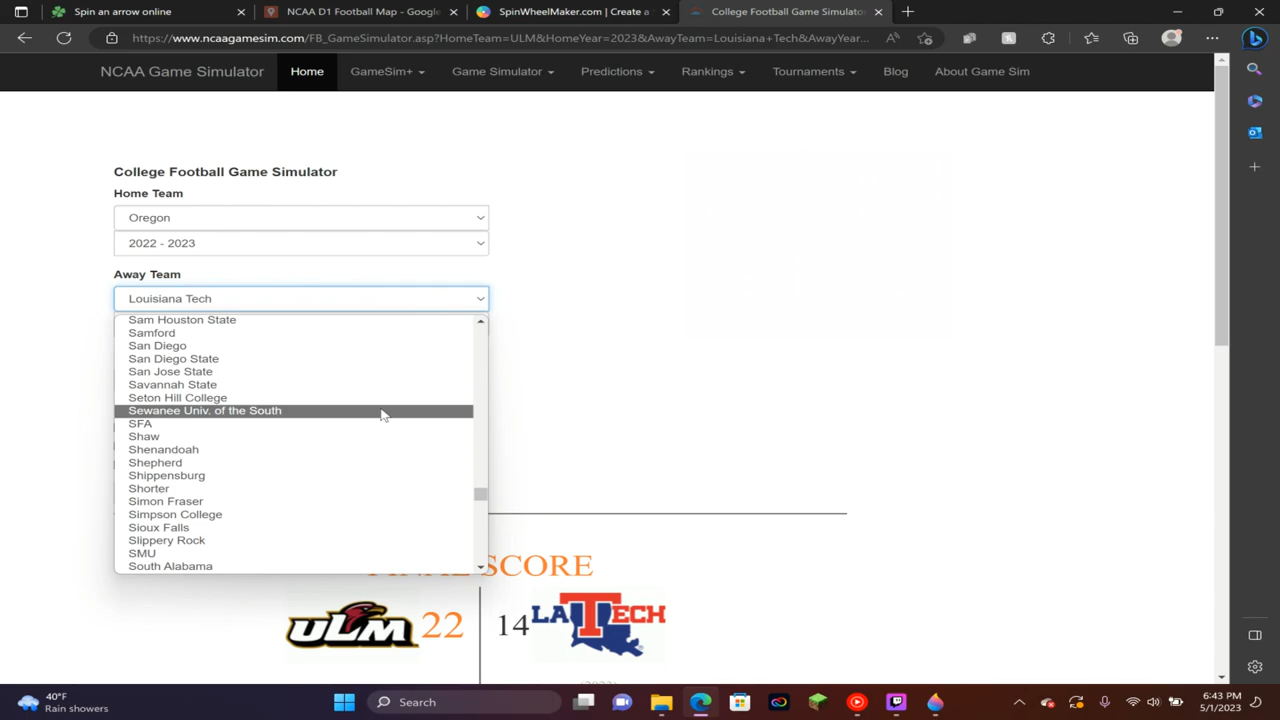 Spin an arrow online
NCAA D1 Football Map - Google
SpinWheelMaker.com | Create a
College Football Game Simulator
https://www.ncaagamesim.com/FB_GameSimulator.asp?HomeTeam=ULM&HomeYear=2023&AwayTeam=Louisiana+Tech&AwayYear...
NCAA Game Simulator Home GameSim+ Game Simulator Predictions Rankings Tournaments Blog About Game Sim
College Football Game Simulator
Home Team
Oregon
2022 - 2023
Away Team
Louisiana Tech
Sam Houston State
Samford
San Diego
San Diego State
San Jose State
Savannah State
Seton Hill College
Sewanee Univ. of the South
SFA
Shaw
Shenandoah
Shepherd
Shippensburg
Shorter
Simon Fraser
Simpson College
Sioux Falls
Slippery Rock
SMU
South Alabama
FINAL SCORE
ULM 22 14 LA TECH
40°F
Rain showers
Search
6:43 PM
5/1/2023